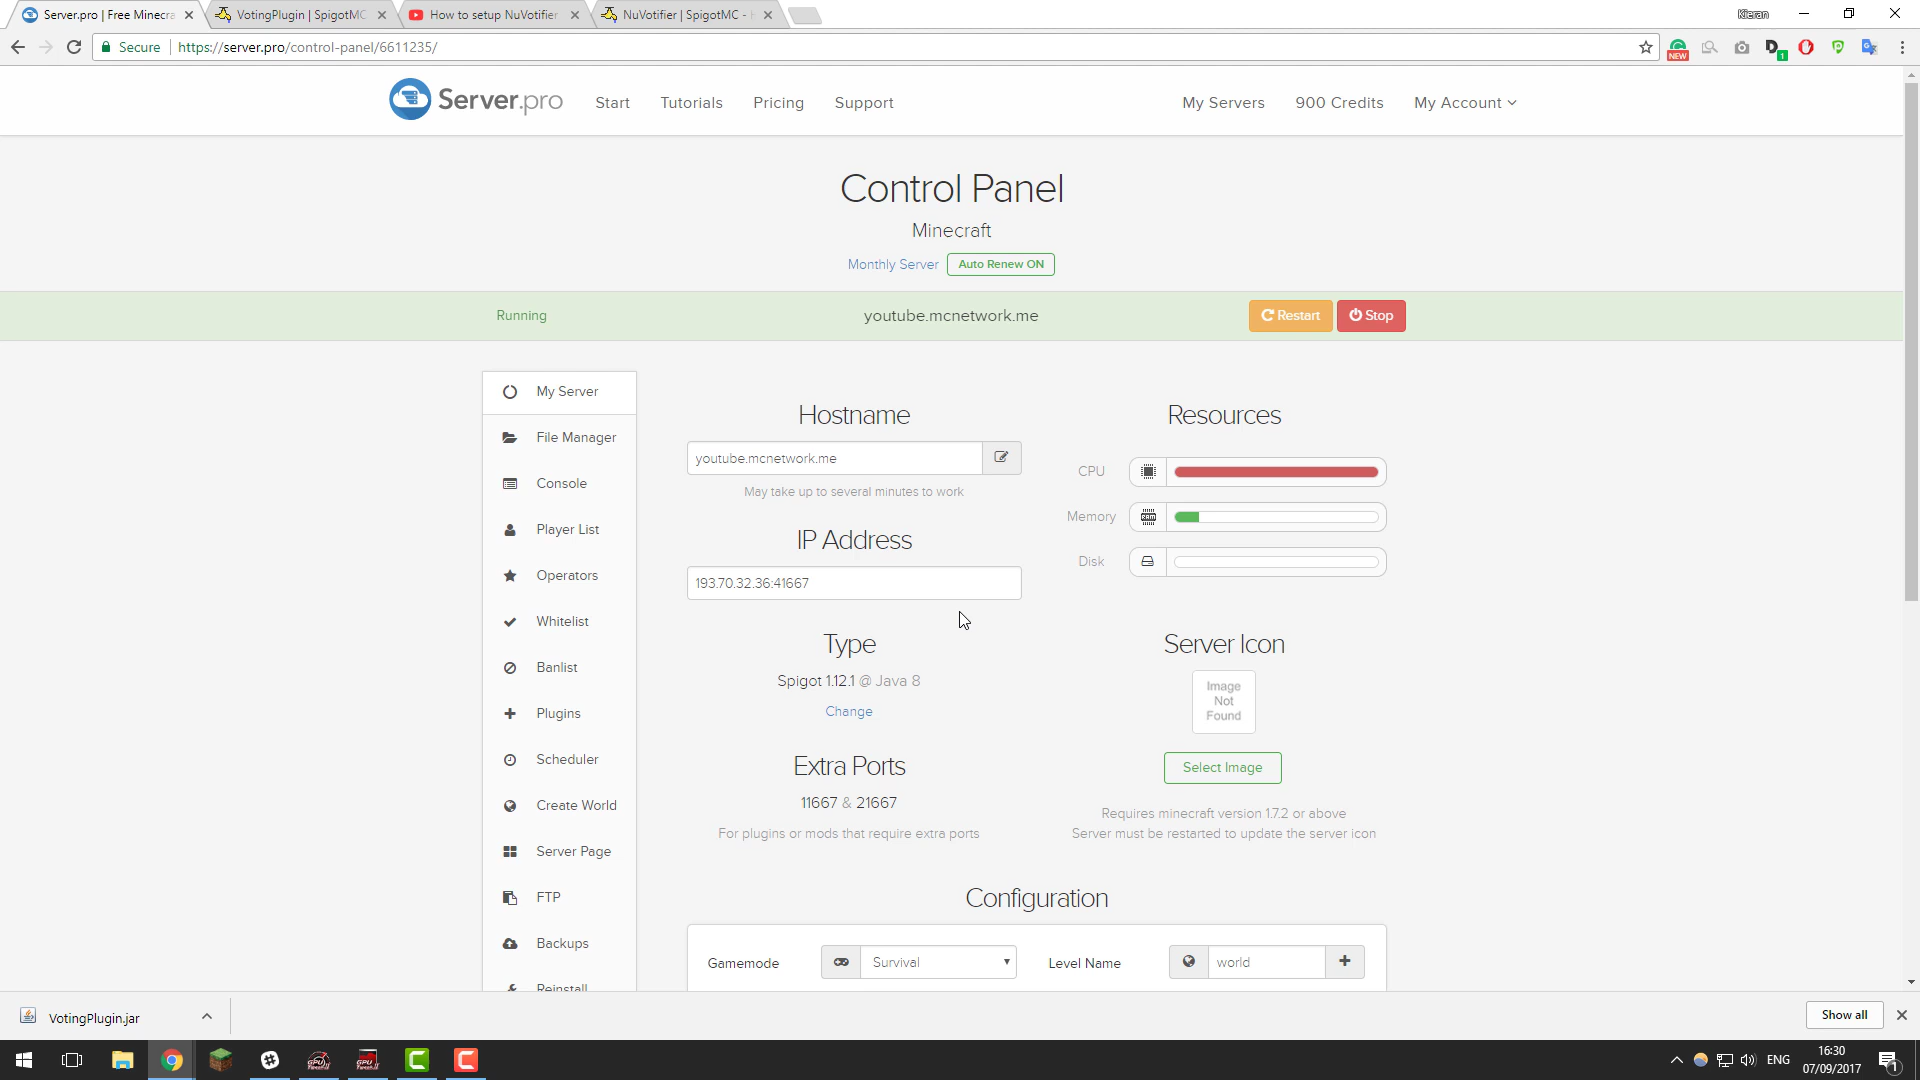 Server.pro | Free Minecra
VotingPlugin | SpigotMC
How to setup NuVotifier
NuVotifier | SpigotMC -
Kieran
Secure
https://server.pro/control-panel/6611235/
NEW
1
Server.pro
Start
Tutorials
Pricing
Support
My Servers
900 Credits
My Account
Control Panel
Minecraft
Monthly Server
Auto Renew ON
Running
youtube.mcnetwork.me
Restart
Stop
My Server
File Manager
Console
Player List
Operators
Whitelist
Banlist
Plugins
Scheduler
Create World
Server Page
FTP
Backups
Reinstall
Hostname
youtube.mcnetwork.me
May take up to several minutes to work
IP Address
193.70.32.36:41667
Type
Spigot 1.12.1 @ Java 8
Change
Extra Ports
11667 & 21667
For plugins or mods that require extra ports
Resources
CPU
Memory
Disk
Server Icon
Image
Not
Found
Select Image
Requires minecraft version 1.7.2 or above
Server must be restarted to update the server icon
Configuration
Gamemode
Survival
Level Name
world
VotingPlugin.jar
Show all
ENG
16:30
07/09/2017
1